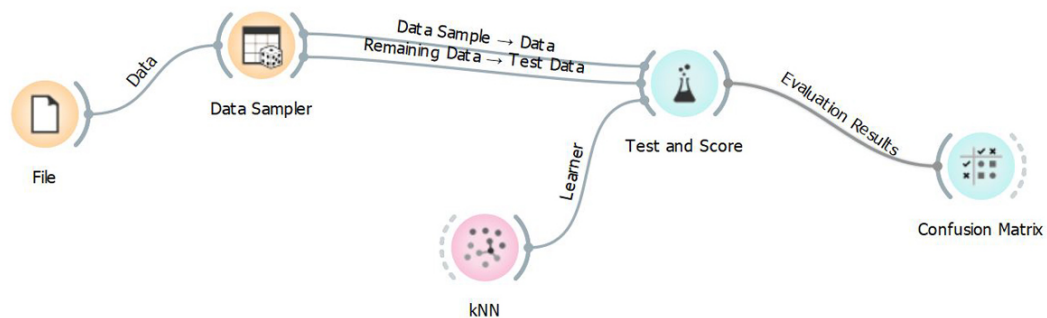 Data Sample → Data
Remaining Data → Test Data
Data
Data Sampler
File
Learner
Test and Score
Evaluation Results
Confusion Matrix
kNN